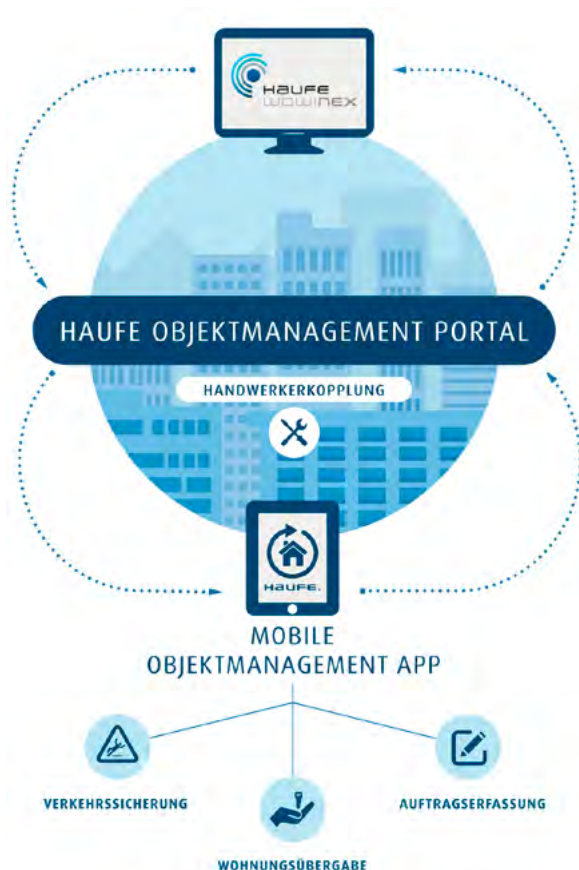 HAUFE
WOWINEX
HAUFE OBJEKTMANAGEMENT PORTAL
HANDWERKERKOPPLUNG
HAUFE.
MOBILE
OBJEKTMANAGEMENT APP
VERKEHRSSICHERUNG
AUFTRAGSERFASSUNG
WOHNUNGSÜBERGABE